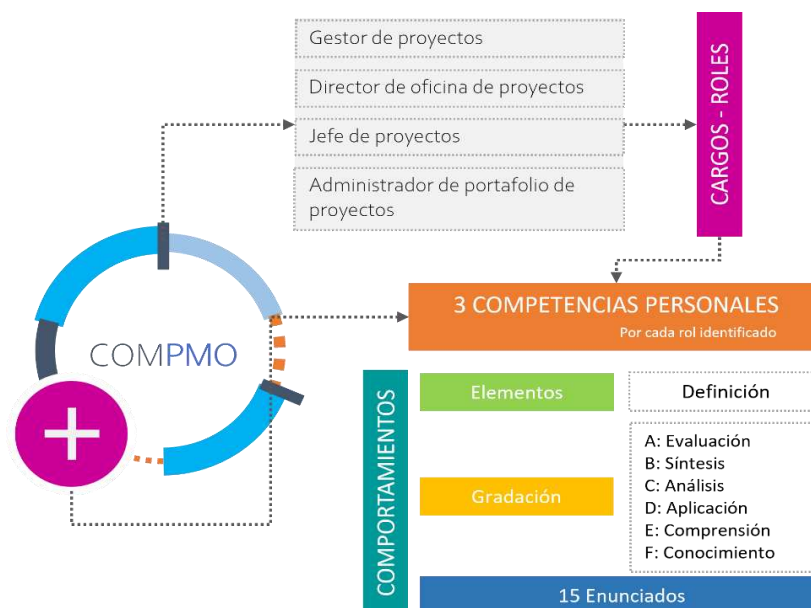 Gestor de proyectos
Director de oficina de proyectos
Jefe de proyectos
Administrador de portafolio de
proyectos
CARGOS - ROLES
COMPMO
3 COMPETENCIAS PERSONALES
Por cada rol identificado
COMPORTAMIENTOS
Elementos
Definición
Gradación
A: Evaluación
B: Síntesis
C: Análisis
D: Aplicación
E: Comprensión
F: Conocimiento
15 Enunciados